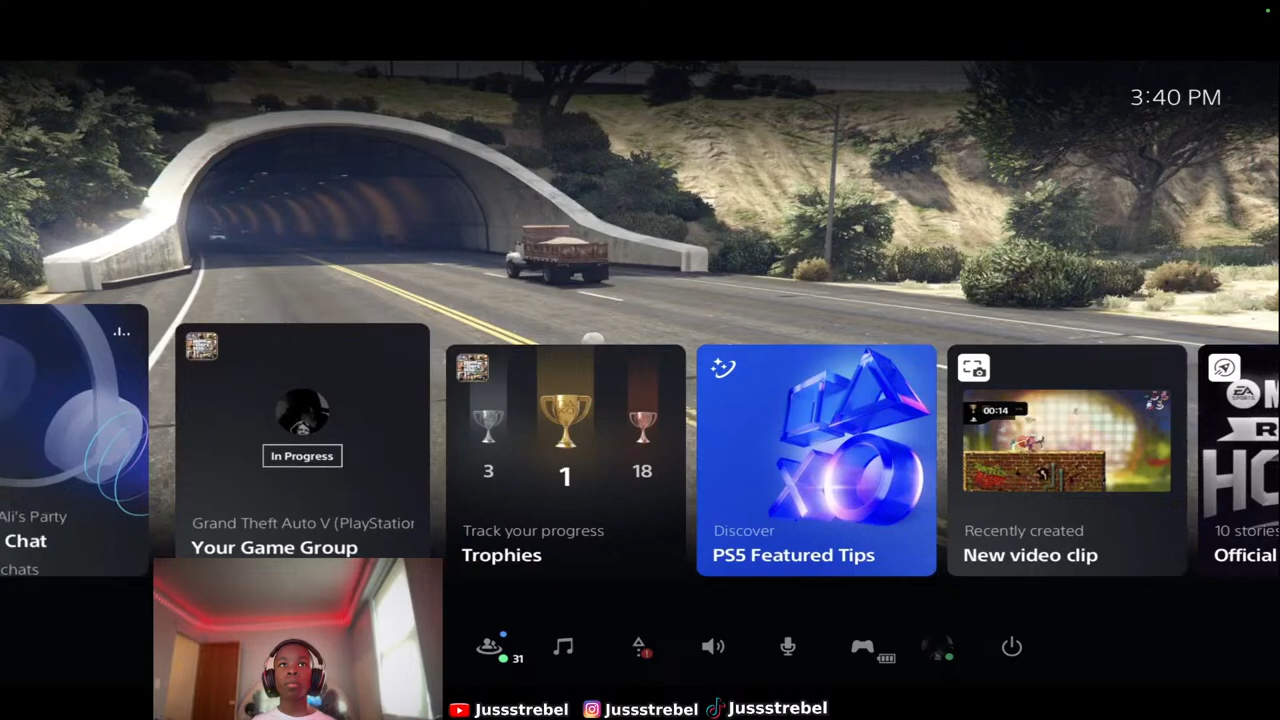 3:40 PM
Ali's Party
Chat
chats
In Progress
Grand Theft Auto V (PlayStation
Your Game Group
3
1
18
Track your progress
Trophies
Discover
PS5 Featured Tips
00:14
Recently created
New video clip
EA
SPORTS
10 stories
Official
31
Jussstrebel
Jussstrebel
Jussstrebel